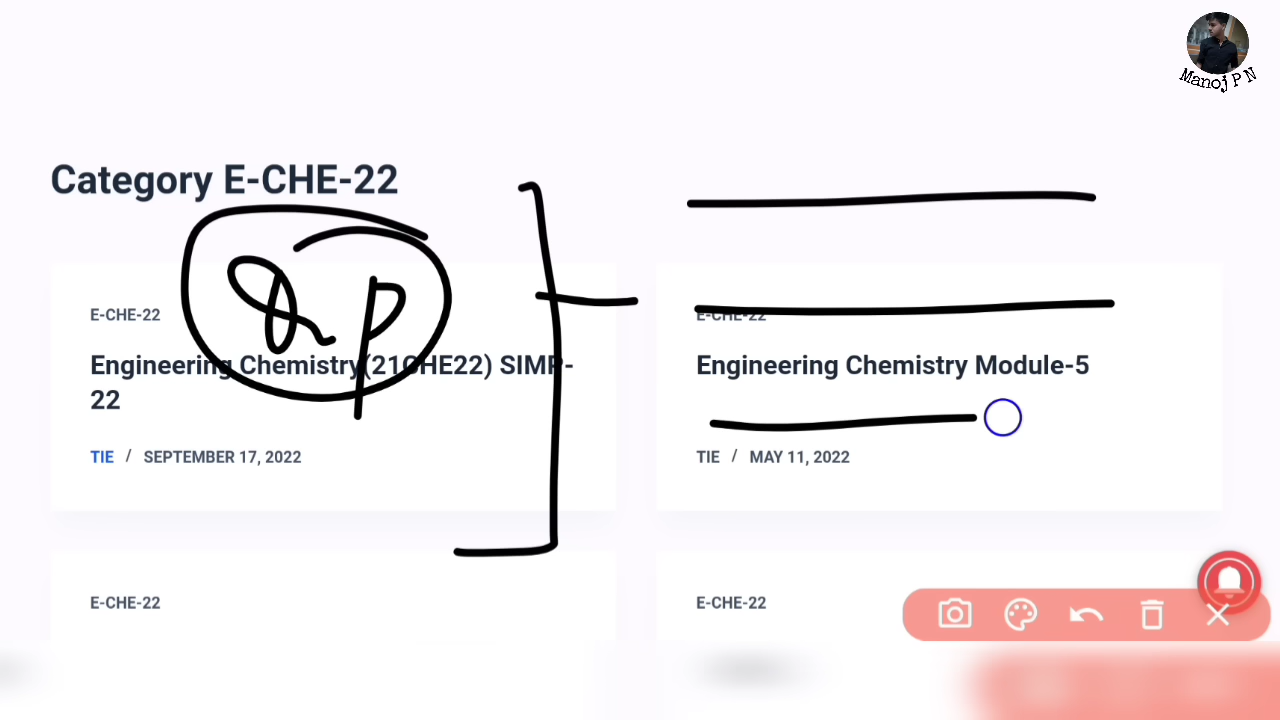 Manoj P N
Category E-CHE-22
E-CHE-22
Engineering Chemistry(21CHE22) SIMP-
22
TIE / SEPTEMBER 17, 2022
E-CHE-22
Engineering Chemistry Module-5
TIE / MAY 11, 2022
E-CHE-22
E-CHE-22